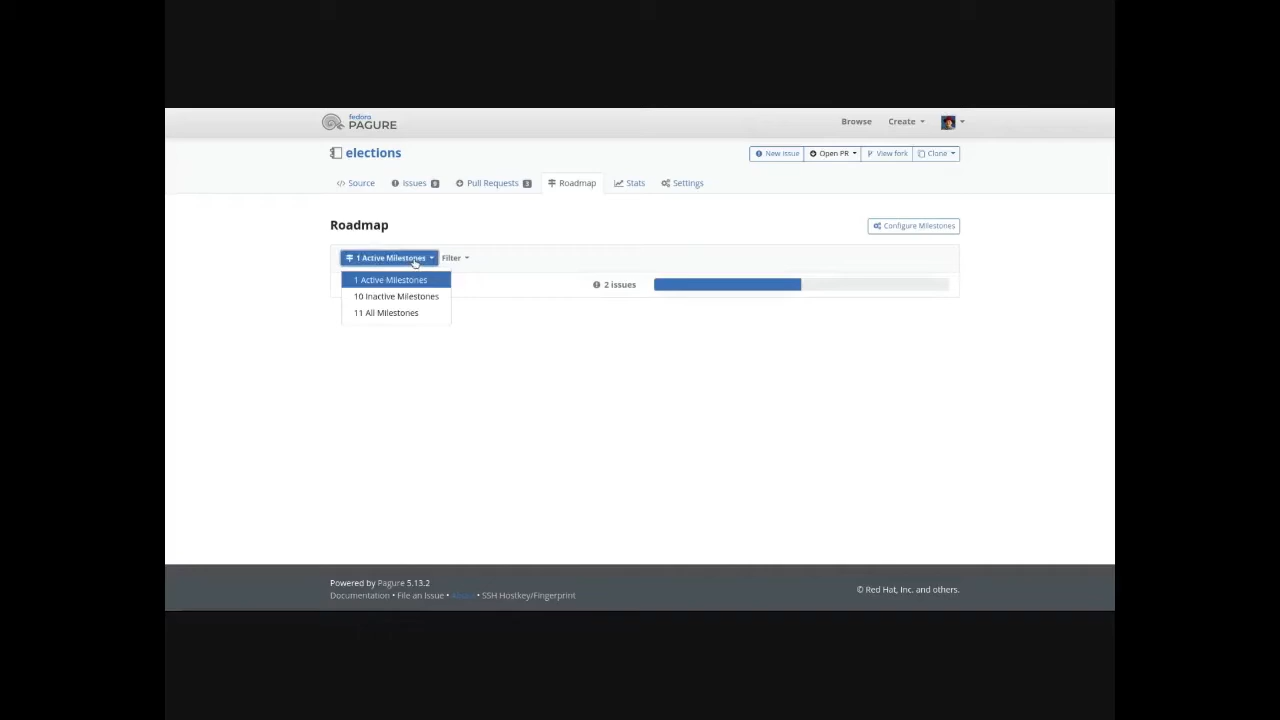 fedora
PAGURE
Browse Create
elections
New issue Open PR View fork Clone
Source Issues 8 Pull Requests 3 Roadmap Stats Settings
Roadmap
Configure Milestones
1 Active Milestones Filter
1 Active Milestones
2 issues
10 Inactive Milestones
11 All Milestones
Powered by Pagure 5.13.2
Documentation • File an Issue • About • SSH Hostkey/Fingerprint
© Red Hat, Inc. and others.